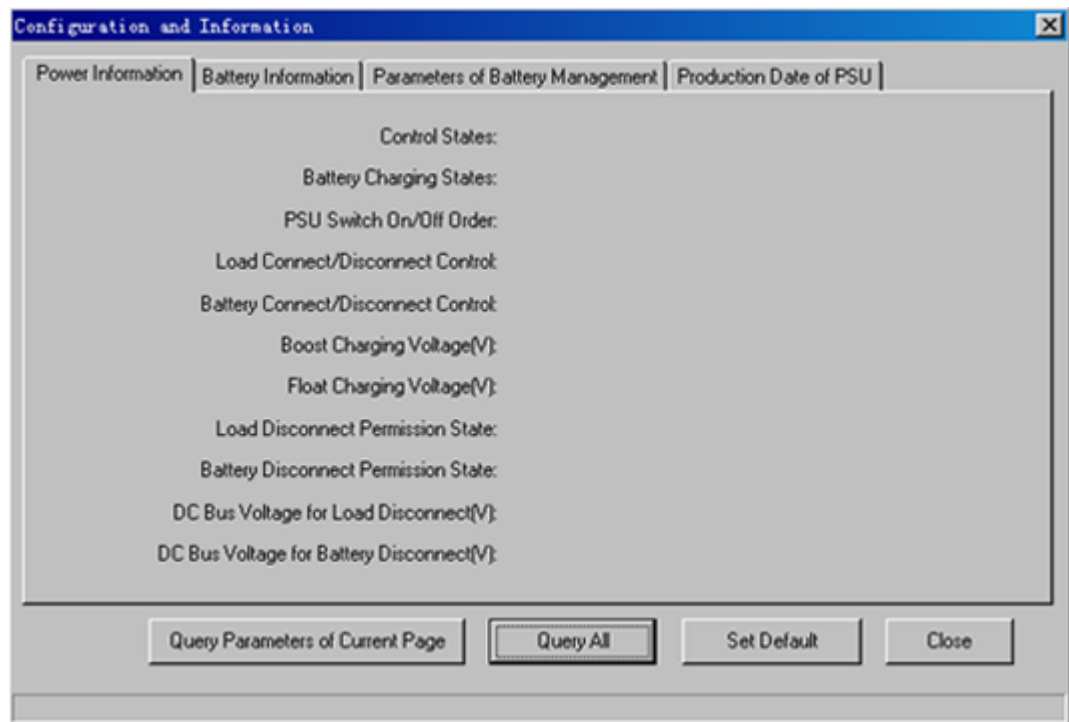 Configuration and Information
Power Information Battery Information Parameters of Battery Management Production Date of PSU
Control States:
Battery Charging States:
PSU Switch On/Off Order:
Load Connect/Disconnect Control:
Battery Connect/Disconnect Control:
Boost Charging Voltage(V):
Float Charging Voltage(V):
Load Disconnect Permission State:
Battery Disconnect Permission State:
DC Bus Voltage for Load Disconnect(V):
DC Bus Voltage for Battery Disconnect(V):
Query Parameters of Current Page Query All Set Default Close